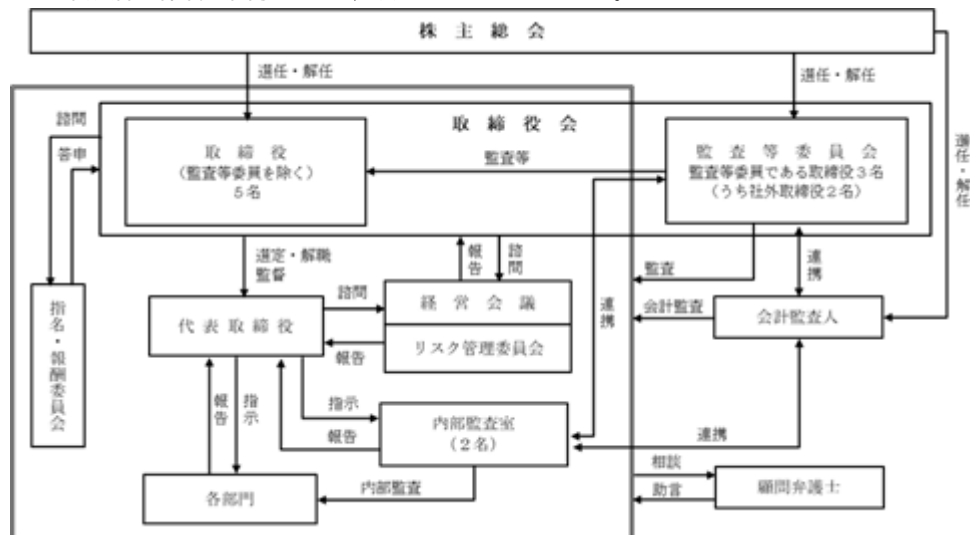 株主総会
選任・解任
選任・解任
選任・解任
取締役会
諮問
答申
取締役
（監査等委員を除く）
5名
監査等
監査等委員会
監査等委員である取締役3名
（うち社外取締役2名）
選定・解職
監督
報告
諮問
監査
連携
連携
指名・報酬委員会
代表取締役
諮問
報告
経営会議
リスク管理委員会
会計監査
会計監査人
報告
指示
指示
報告
内部監査室
（2名）
連携
内部監査
各部門
相談
助言
顧問弁護士